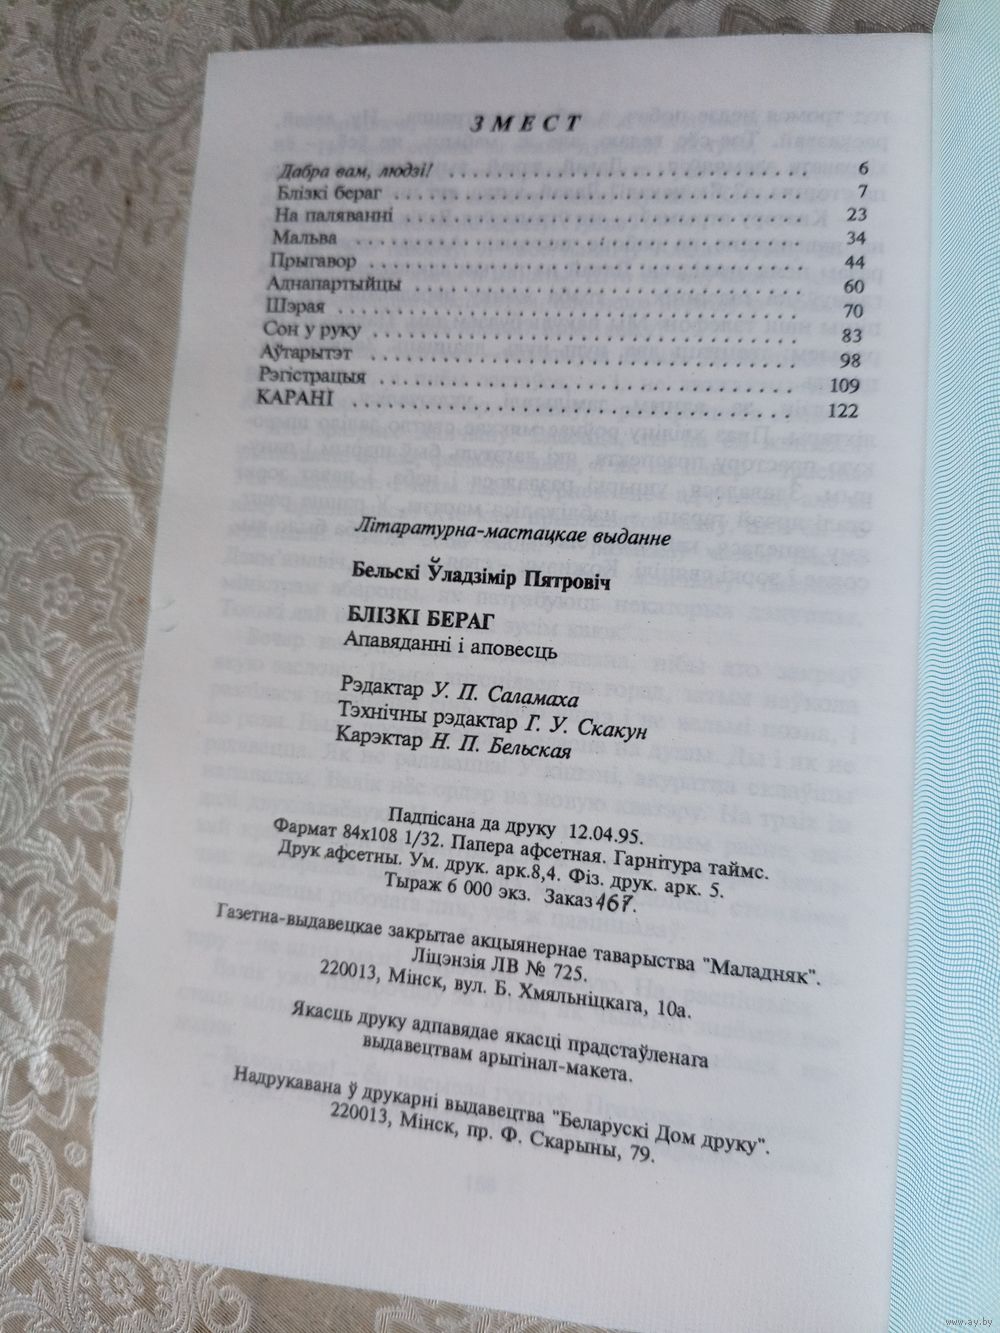 ЗМЕСТ
Дабра вам, людзі! 6
Блізкі бераг 7
На паляванні 23
Мальва 34
Прыгавор 44
Аднапартыйцы 60
Шэрая 70
Сон у руку 83
Аўтарытэт 98
Рэгістрацыя 109
КАРАНІ 122
Літаратурна-мастацкае выданне
Бельскі Ўладзімір Пятровіч
БЛІЗКІ БЕРАГ
Апавяданні і аповесць
Рэдактар У. П. Саламаха
Тэхнічны рэдактар Г. У. Скакун
Карэктар Н. П. Бельская
Падпісана да друку 12.04.95.
Фармат 84х108 1/32. Папера афсетная. Гарнітура таймс.
Друк афсетны. Ум. друк. арк.8,4. Фіз. друк. арк. 5.
Тыраж 6 000 экз. Заказ 467.
Газетна-выдавецкае закрытае акцыянернае таварыства "Маладняк".
Ліцэнзія ЛВ № 725.
220013, Мінск, вул. Б. Хмяльніцкага, 10а.
Якасць друку адпавядае якасці прадстаўленага
выдавецтвам арыгінал-макета.
Надрукавана ў друкарні выдавецтва "Беларускі Дом друку".
220013, Мінск, пр. Ф. Скарыны, 79.
www.ay.by